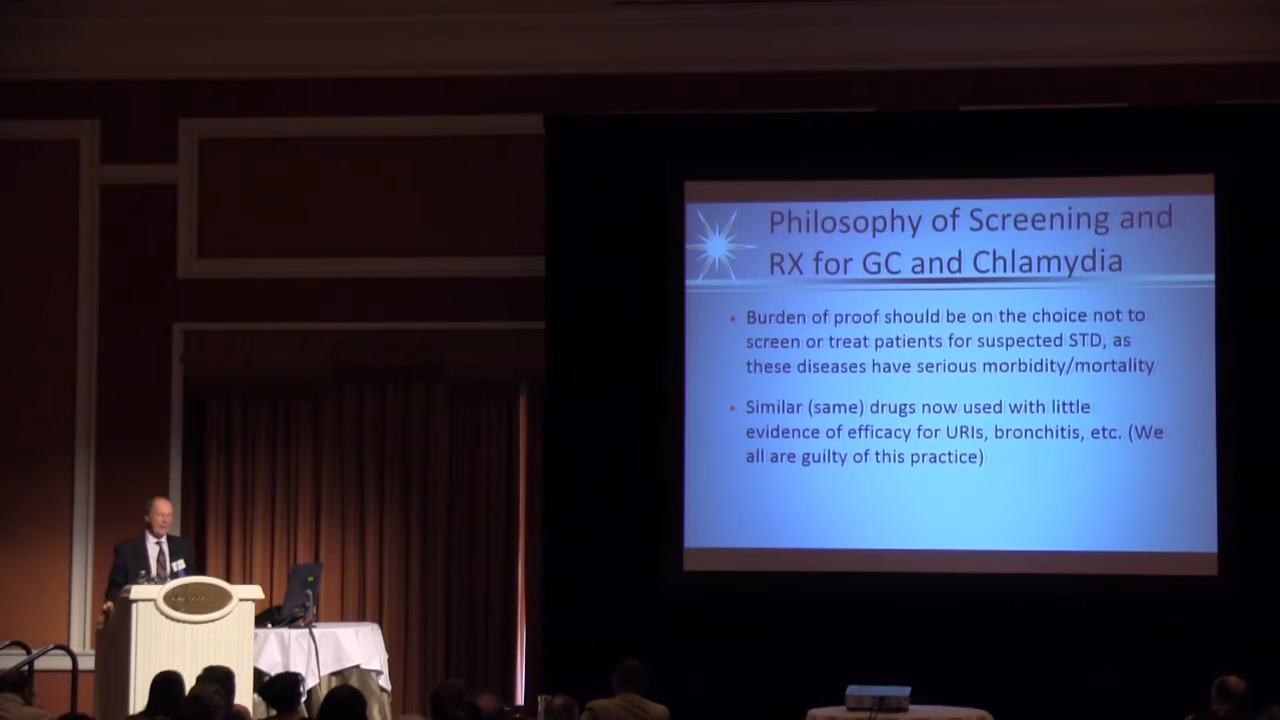 Philosophy of Screening and
RX for GC and Chlamydia
• Burden of proof should be on the choice not to
screen or treat patients for suspected STD, as
these diseases have serious morbidity/mortality
• Similar (same) drugs now used with little
evidence of efficacy for URIs, bronchitis, etc. (We
all are guilty of this practice)